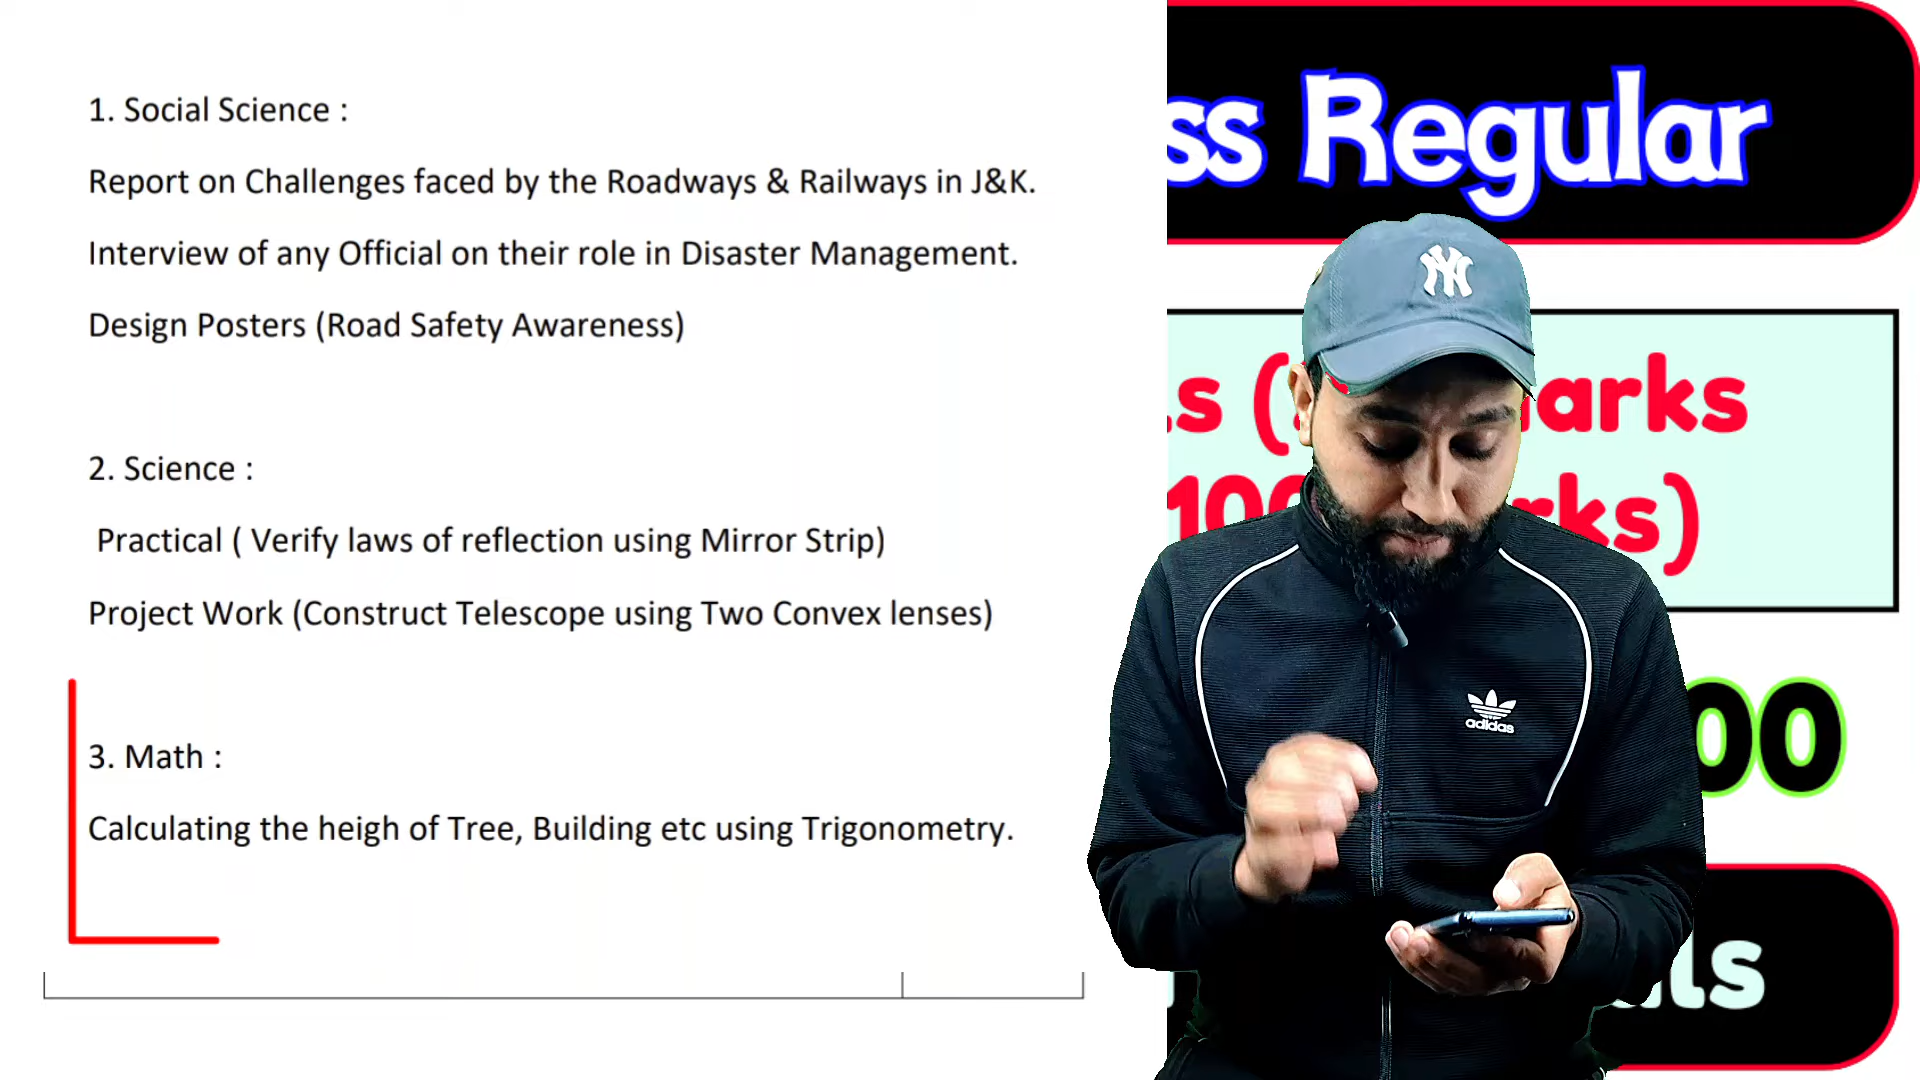 1. Social Science :
Report on Challenges faced by the Roadways & Railways in J&K.
Interview of any Official on their role in Disaster Management.
Design Posters (Road Safety Awareness)
2. Science :
Practical ( Verify laws of reflection using Mirror Strip)
Project Work (Construct Telescope using Two Convex lenses)
3. Math :
Calculating the heigh of Tree, Building etc using Trigonometry.
ss Regular
NY
adidas